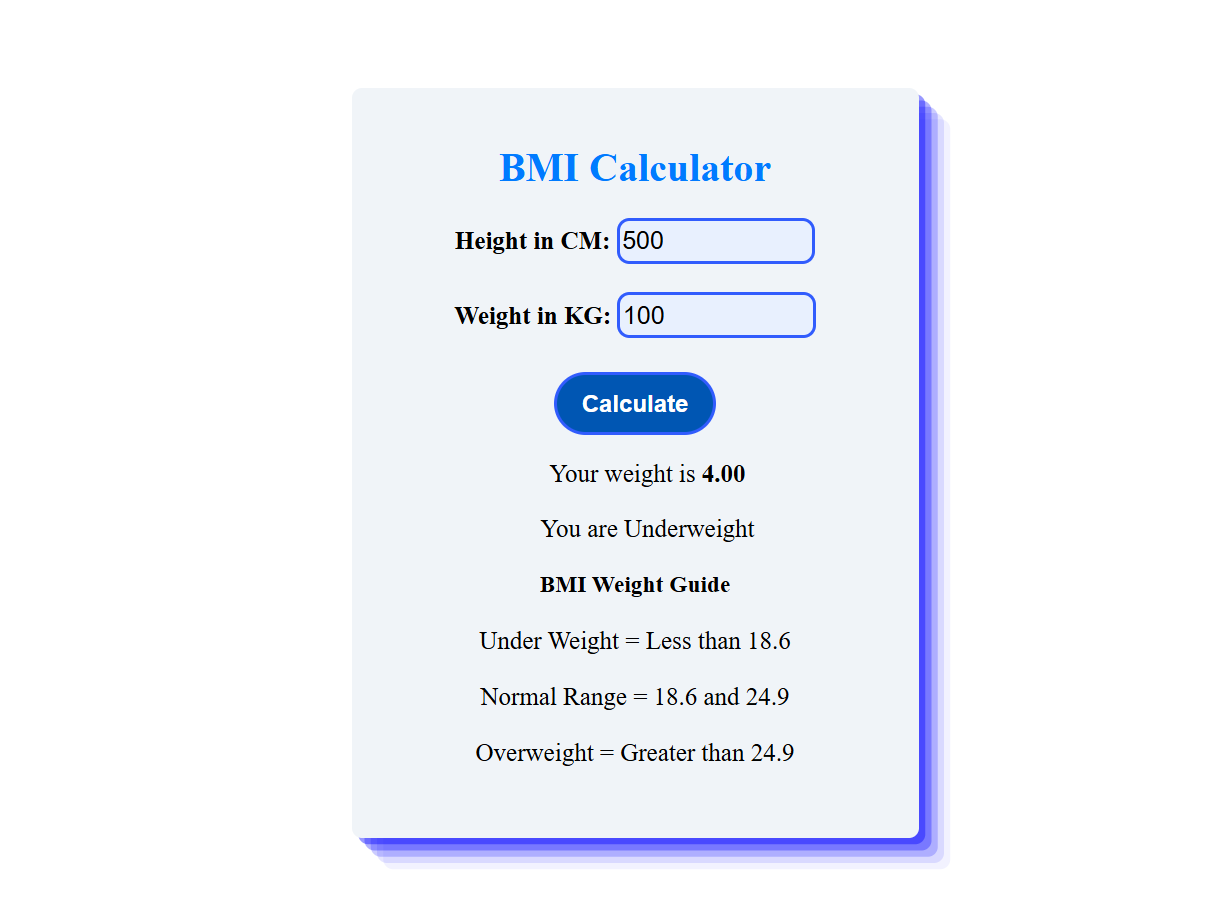 BMI Calculator
Height in CM: 500
Weight in KG: 100
Calculate
Your weight is 4.00
You are Underweight
BMI Weight Guide
Under Weight = Less than 18.6
Normal Range = 18.6 and 24.9
Overweight = Greater than 24.9